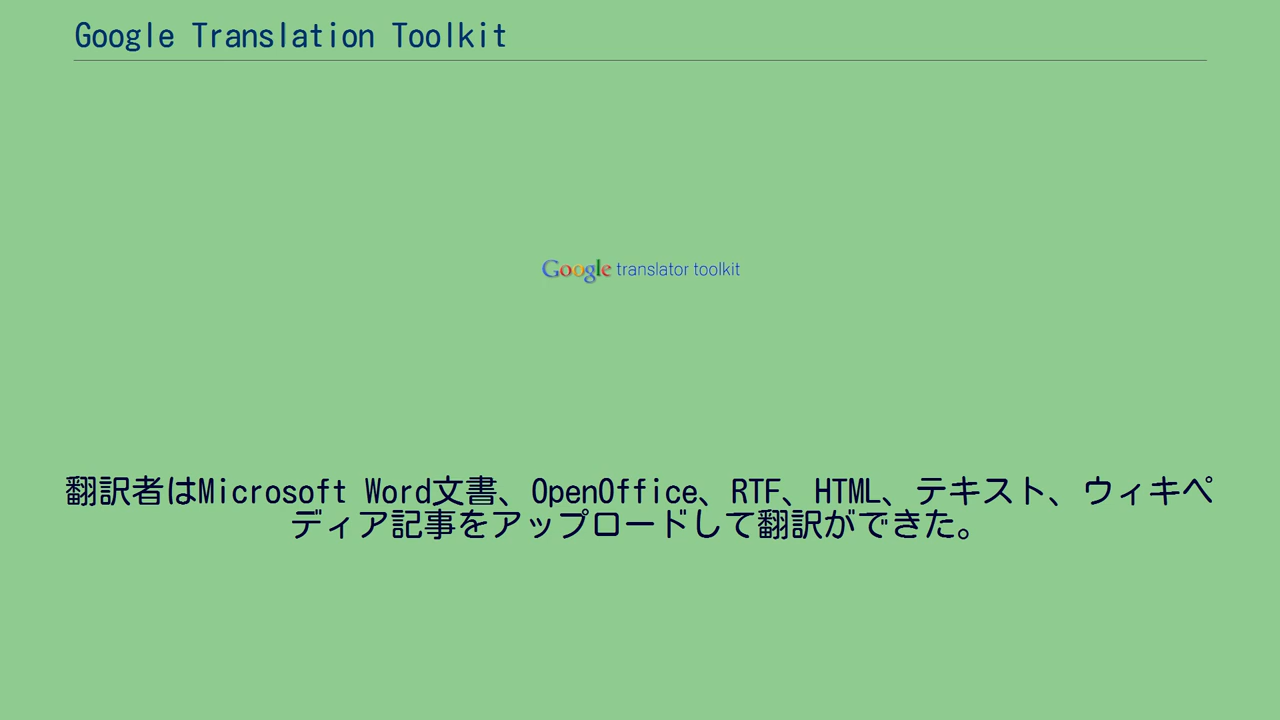 Google Translation Toolkit
Google translator toolkit
翻訳者はMicrosoft Word文書、OpenOffice、RTF、HTML、テキスト、ウィキペ
ディア記事をアップロードして翻訳ができた。